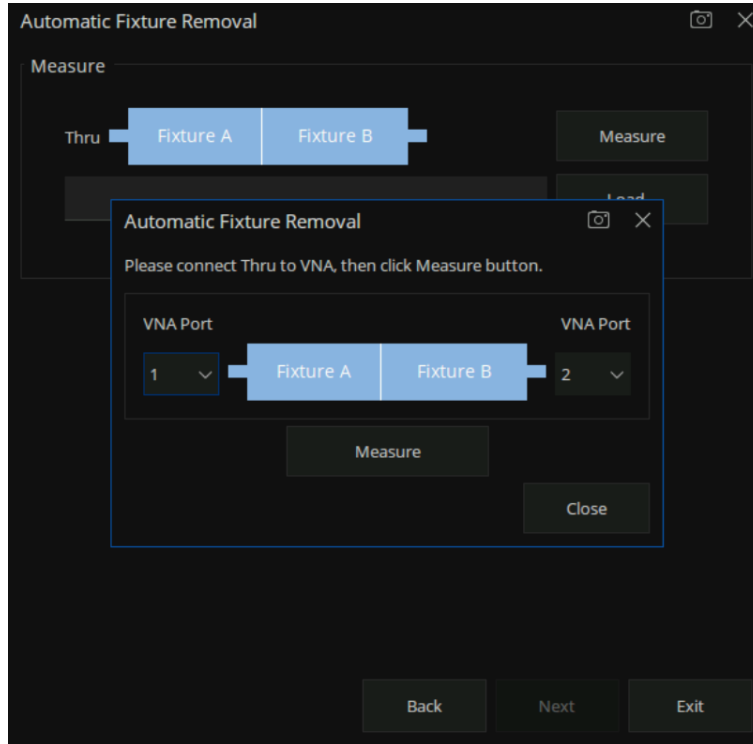 Automatic Fixture Removal
Measure
Thru Fixture A Fixture B Measure
Automatic Fixture Removal
Please connect Thru to VNA, then click Measure button.
VNA Port VNA Port
1 Fixture A Fixture B 2
Measure
Close
Back Next Exit